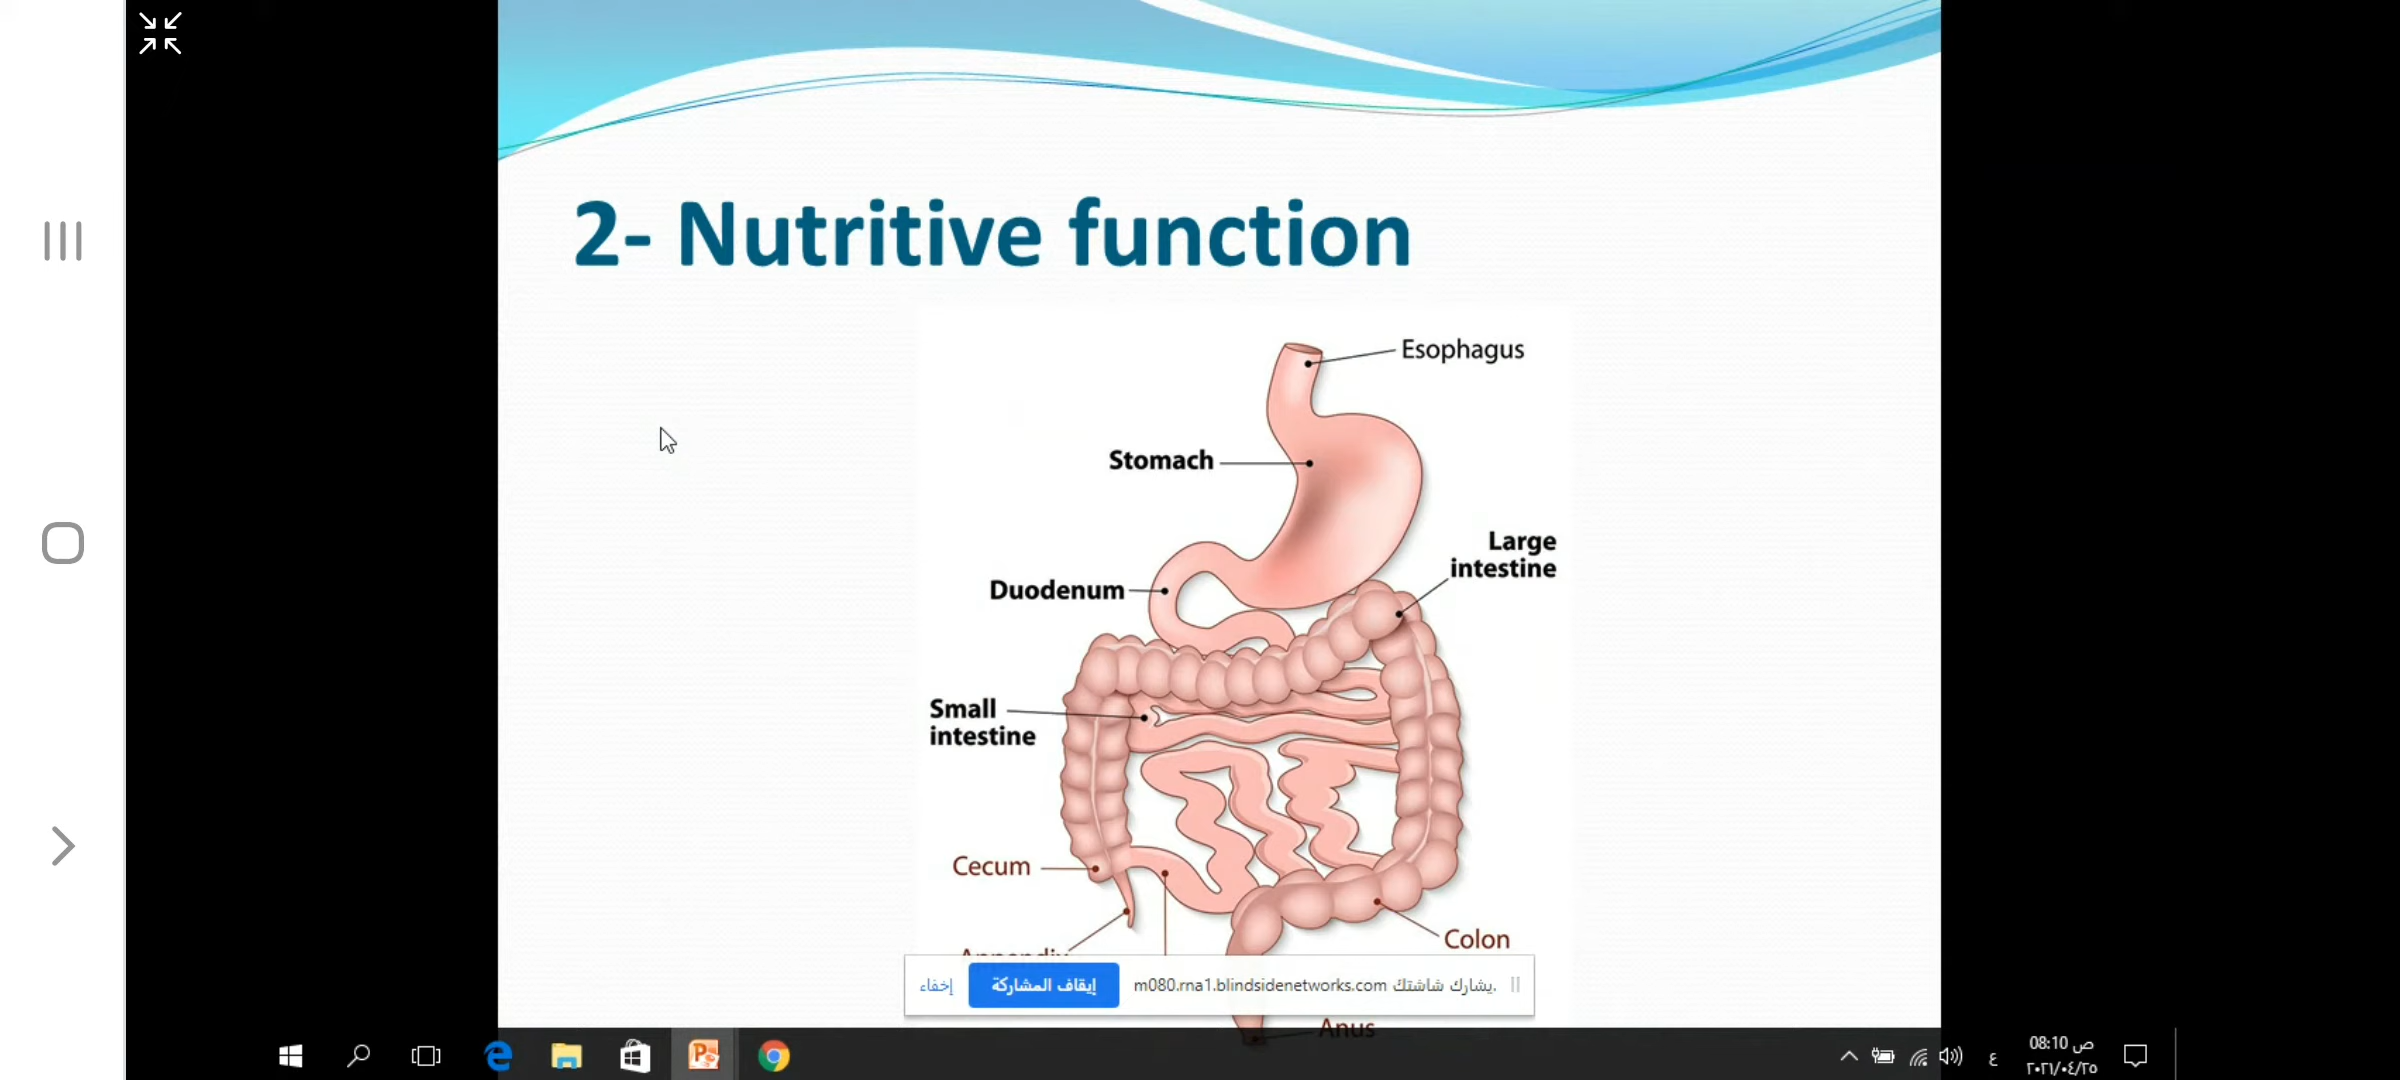 2- Nutritive function
Esophagus
Stomach
Large
intestine
Duodenum
Small
intestine
Cecum
Colon
Appendix
m080.rna1.blindsidenetworks.com يشارك شاشتك.
إيقاف المشاركة
إخفاء
Anus
ع
08:10 ص
٢٠٢١/٠٤/٢٥